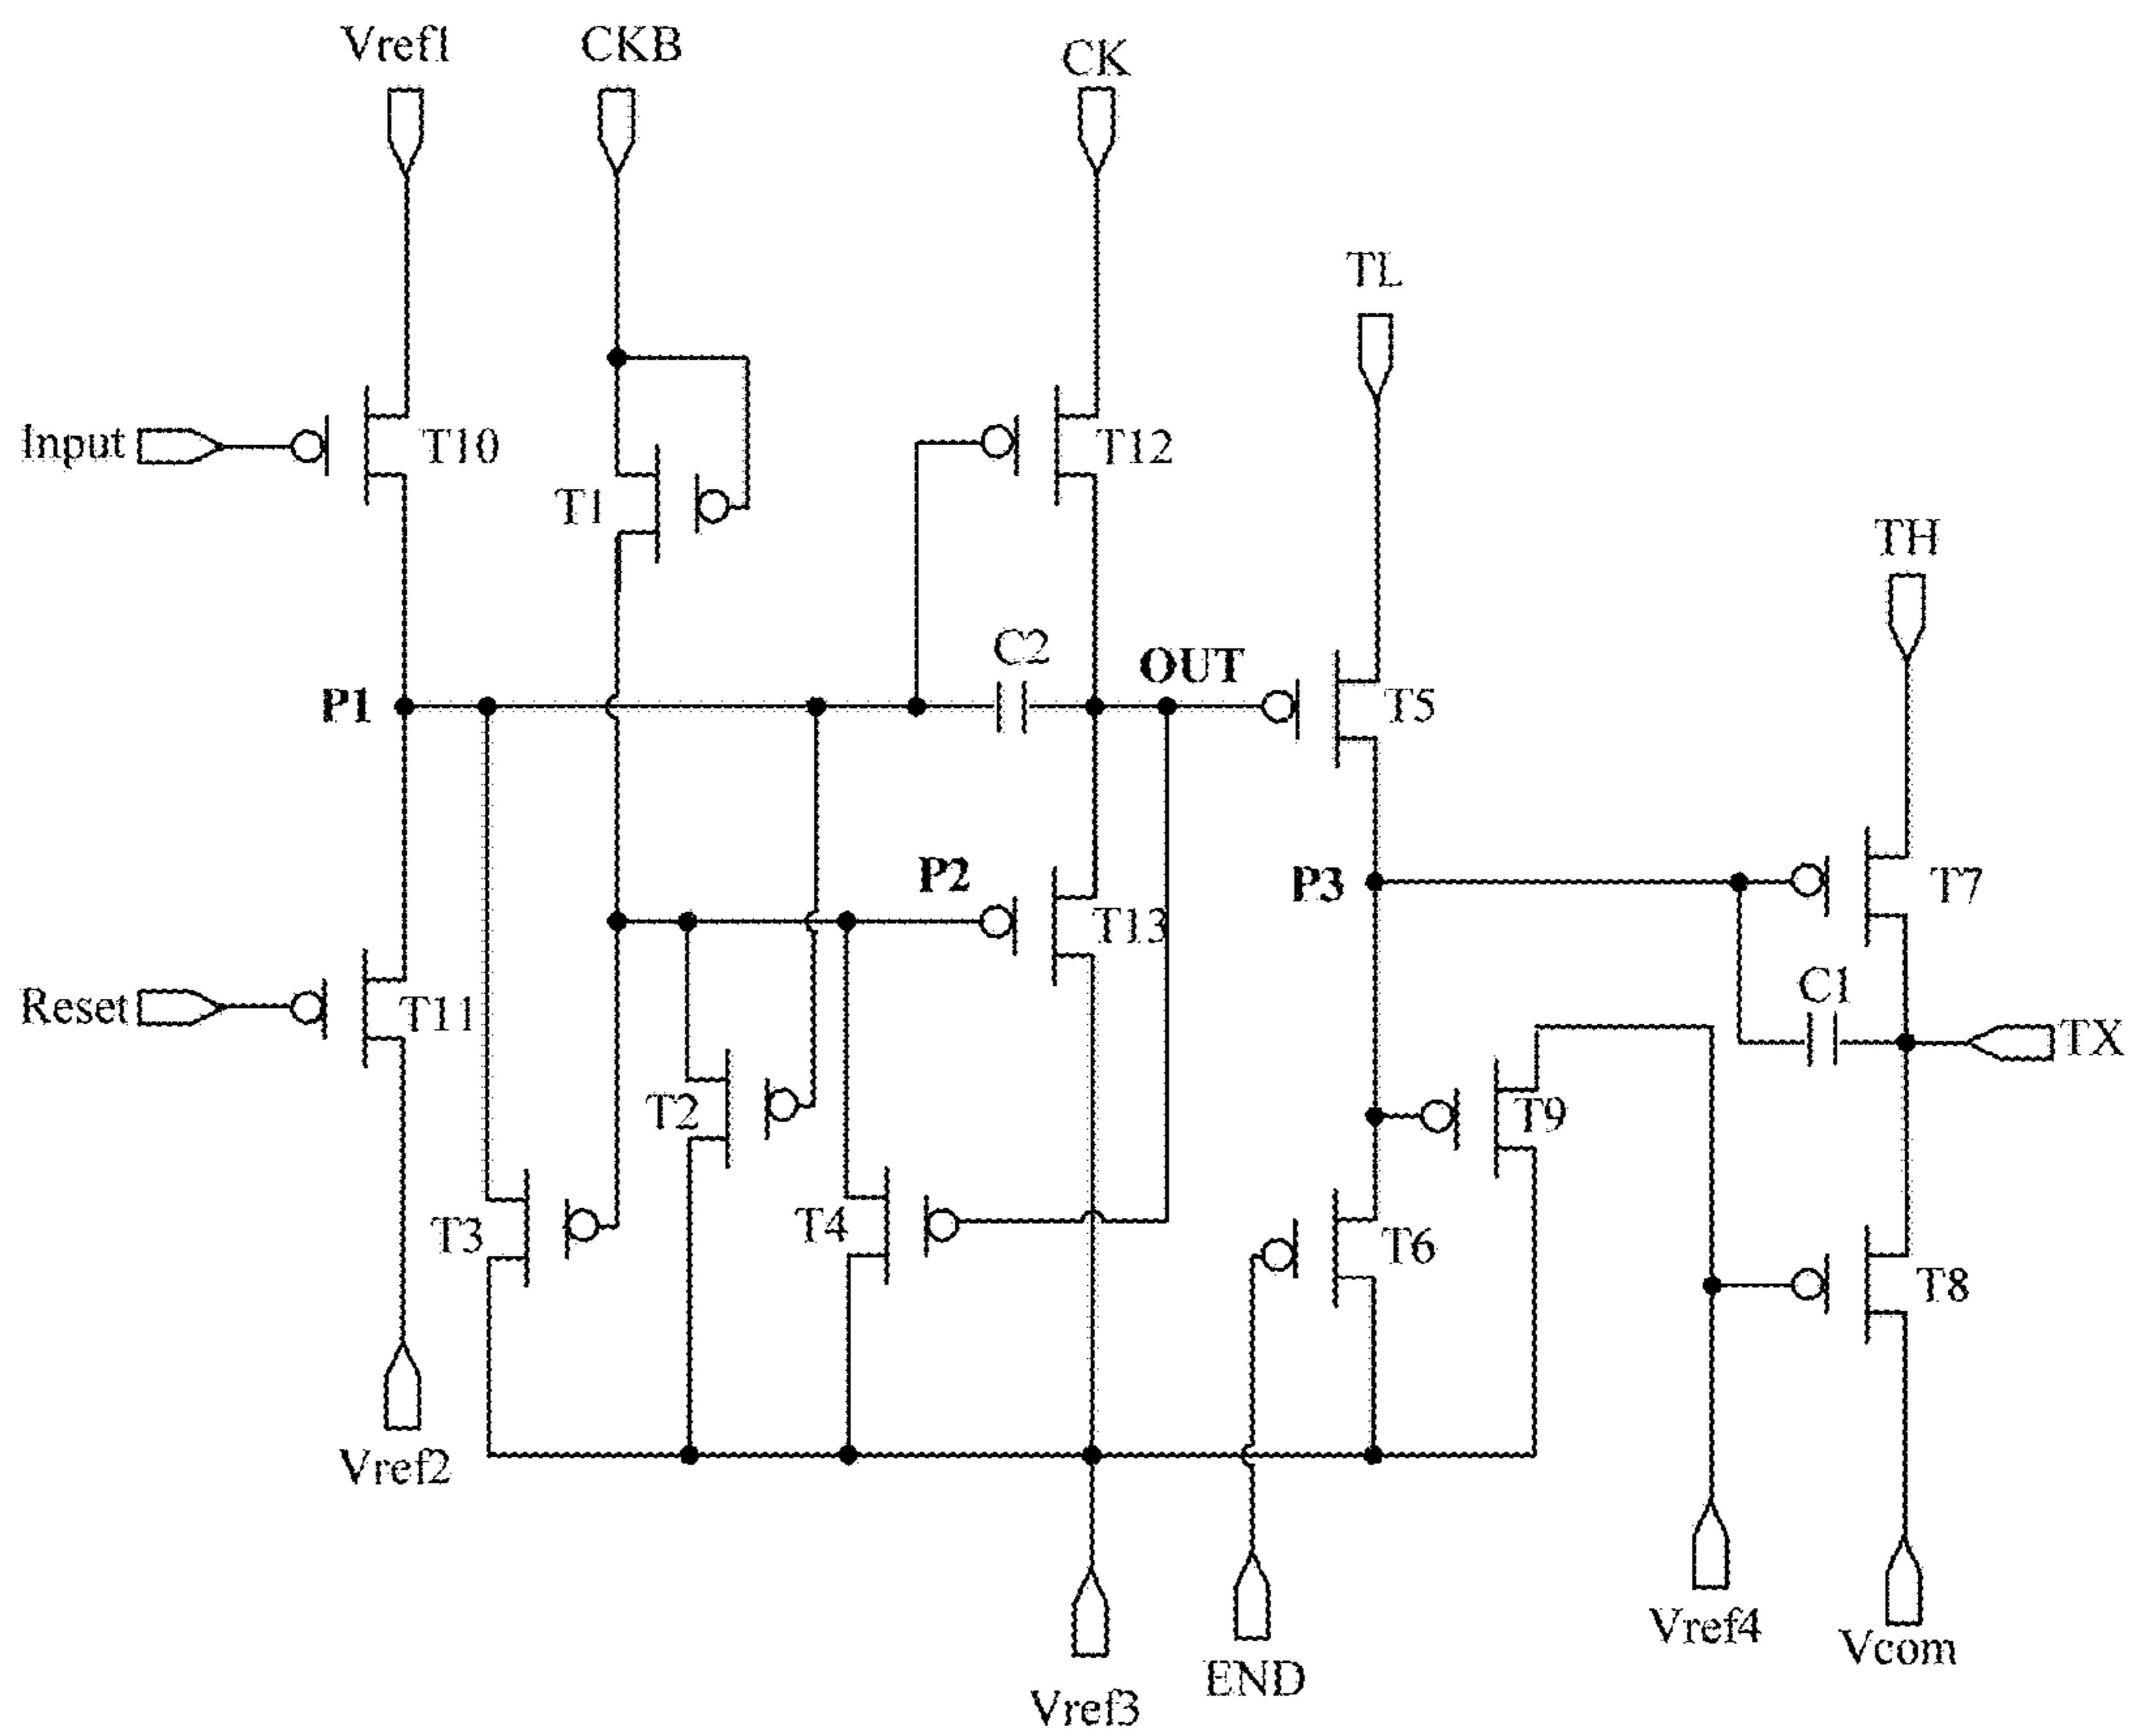 Vref1
CKB
CK
TL
Input
T10
T12
T1
TH
C2
OUT
P1
T5
P2
P3
T7
T13
C1
Reset
T11
TX
T2
T9
T3
T4
T6
T8
Vref2
Vref4
Vcom
END
Vref3